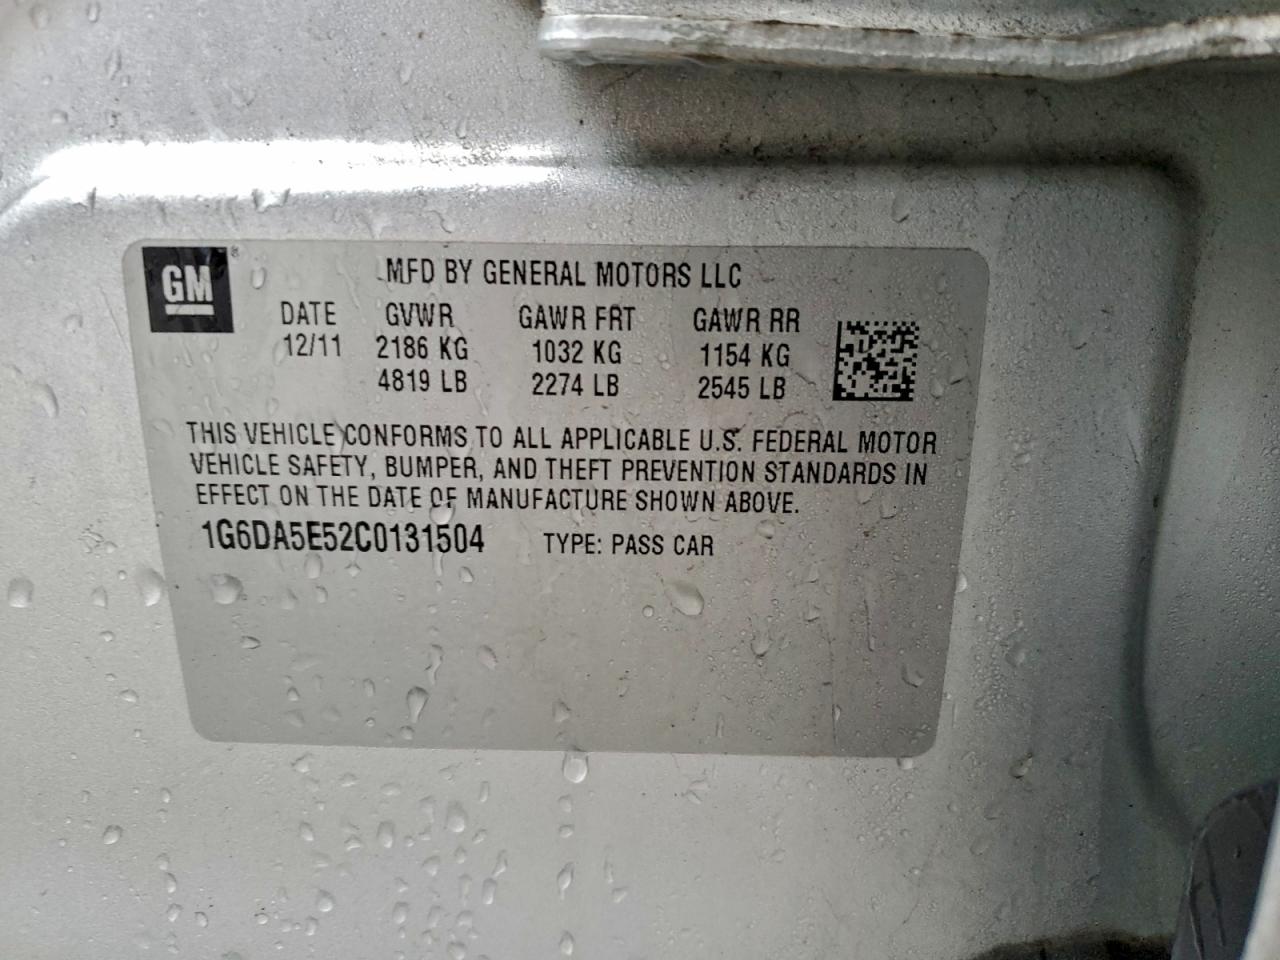 GM®
MFD BY GENERAL MOTORS LLC
DATE GVWR GAWR FRT GAWR RR
12/11 2186 KG 1032 KG 1154 KG
4819 LB 2274 LB 2545 LB
THIS VEHICLE CONFORMS TO ALL APPLICABLE U.S. FEDERAL MOTOR
VEHICLE SAFETY, BUMPER, AND THEFT PREVENTION STANDARDS IN
EFFECT ON THE DATE OF MANUFACTURE SHOWN ABOVE.
1G6DA5E52C0131504 TYPE: PASS CAR